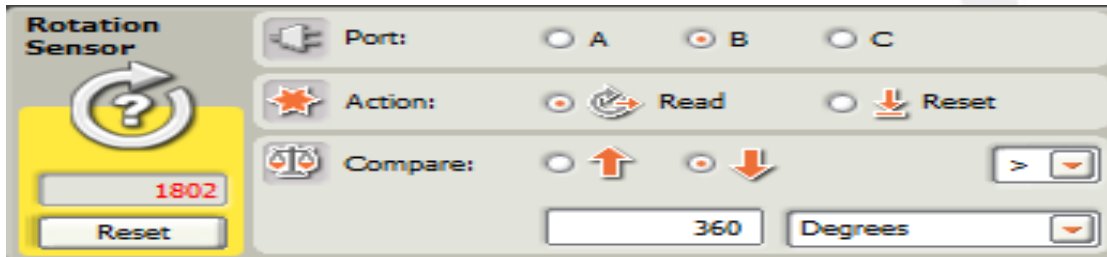 Rotation
Sensor
1802
Reset
Port: A B C
Action: Read Reset
Compare: >
360 Degrees